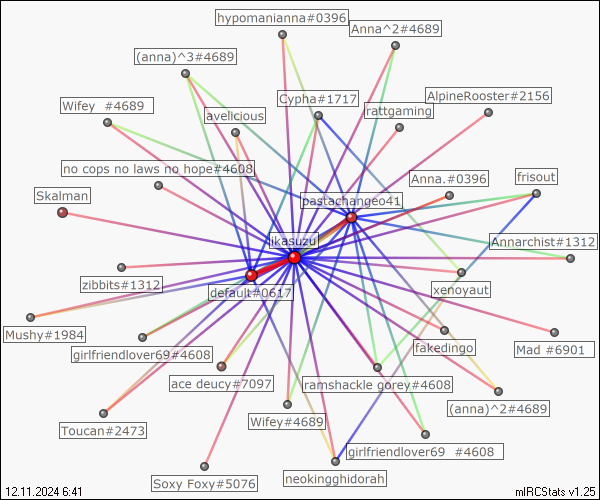 hypomanianna#0396
Anna^2#4689
(anna)^3#4689
AlpineRooster#2156
Cypha#1717
Wifey #4689
rattgaming
avelicious
no cops no laws no hope#4608
Anna.#0396
frisout
Skalman
pastachangeo41
ikasuzu
Annarchist#1312
zibbits#1312
default#0617
xenoyaut
Mushy#1984
girlfriendlover69#4608
fakedingo
Mad #6901
ace deucy#7097
ramshackle gorey#4608
(anna)^2#4689
Wifey#4689
Toucan#2473
girlfriendlover69 #4608
Soxy Foxy#5076
neokingghidorah
12.11.2024 6:41
mIRCStats v1.25